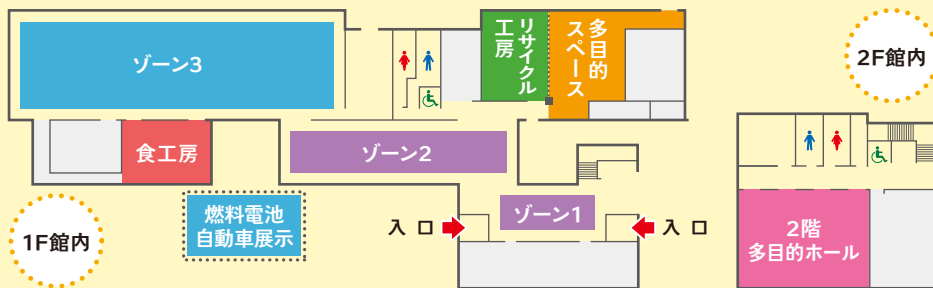 ゾーン3
リサイクル
工房
多目的
スペース
2F館内
食工房
ゾーン2
燃料電池
自動車展示
1F館内
入口
ゾーン1
入口
2階
多目的ホール